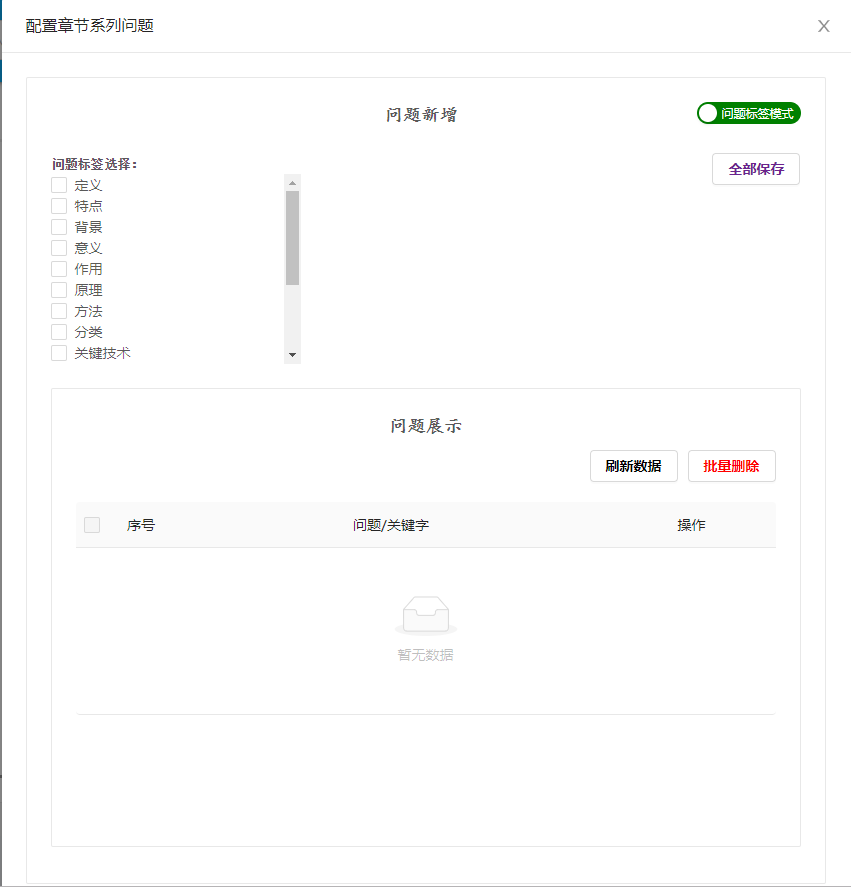 配置章节系列问题
问题新增
问题标签模式
问题标签选择：
全部保存
定义
特点
背景
意义
作用
原理
方法
分类
关键技术
问题展示
刷新数据 批量删除
序号 问题/关键字 操作
暂无数据